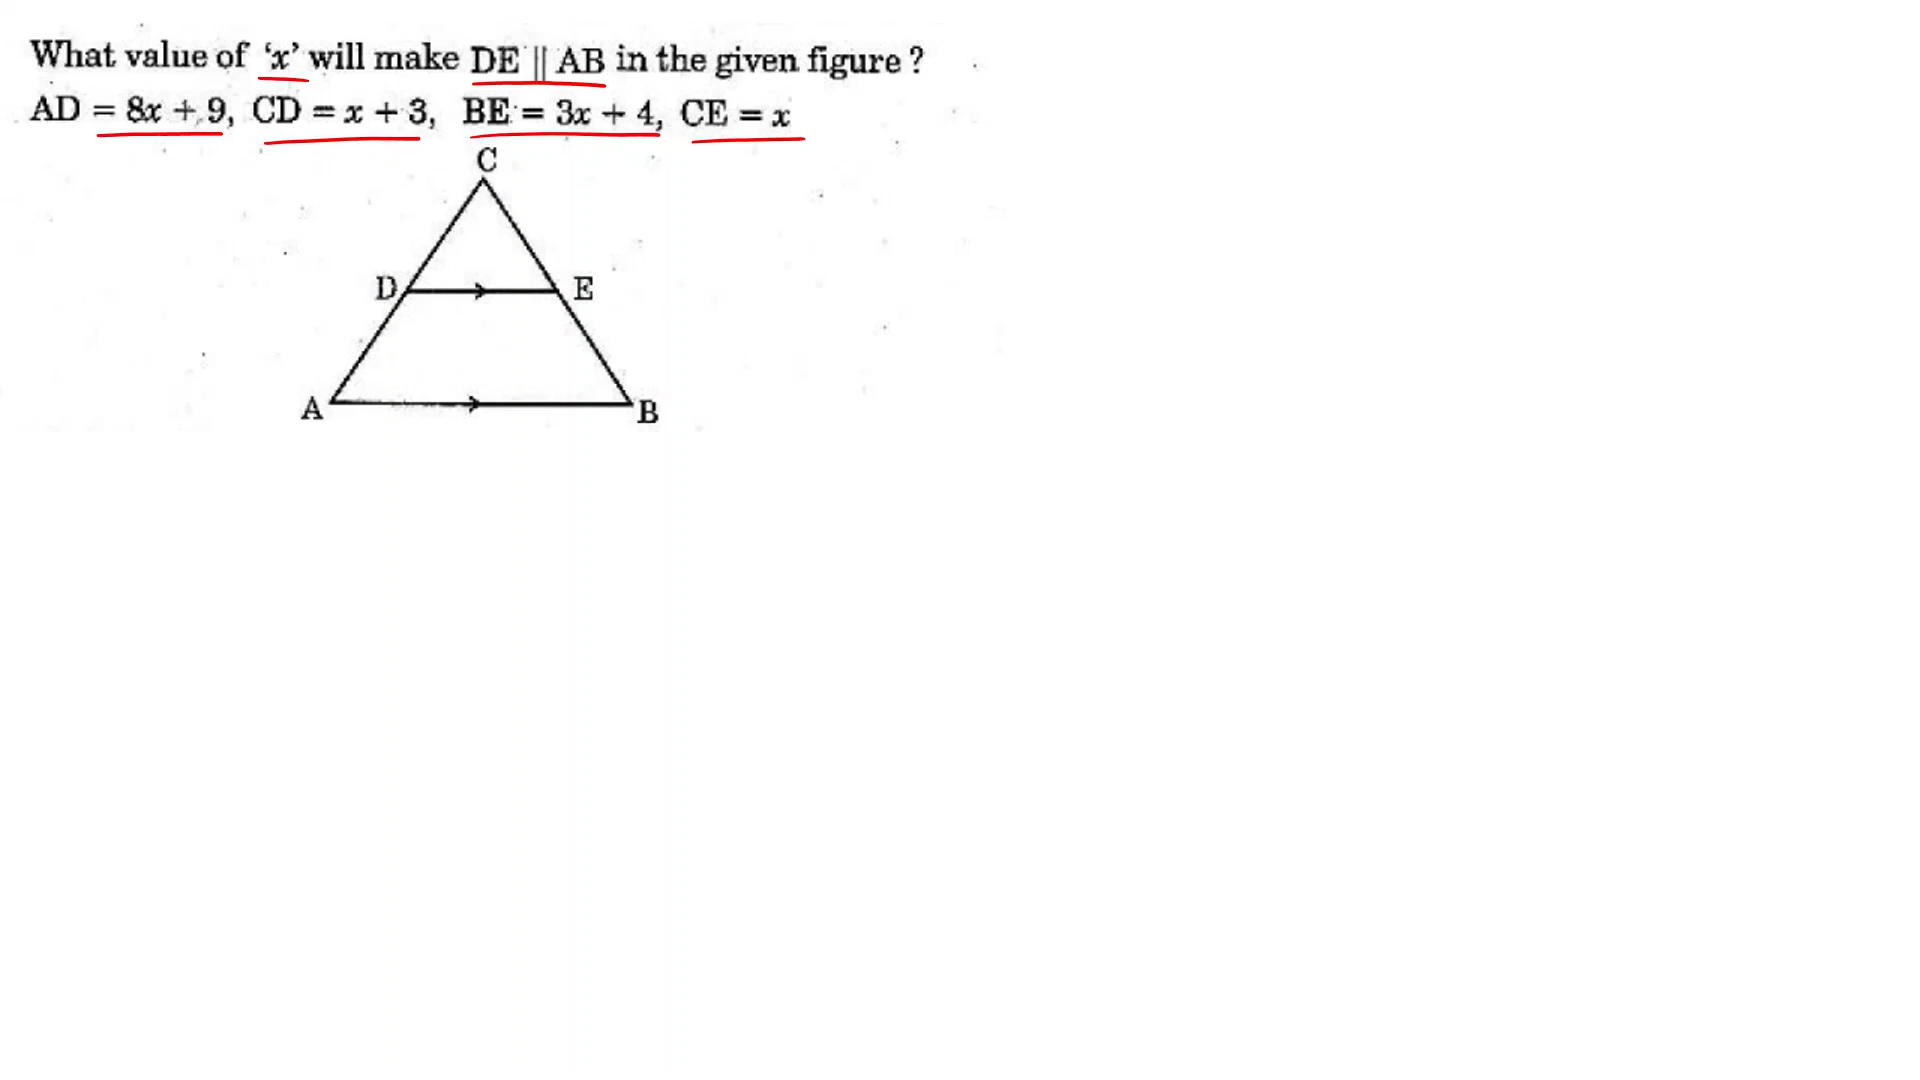 What value of ‘x’ will make DE || AB in the given figure ?
AD = 8x + 9, CD = x + 3, BE = 3x + 4, CE = x
C
D
E
A
B